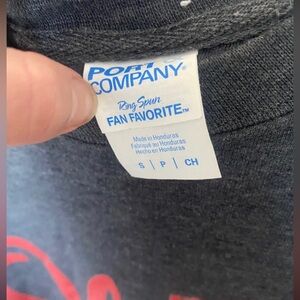 PORT
COMPANY®
Ring Spun
FAN FAVORITE™
Made in Honduras
Fabriqué au Honduras
Hecho en Honduras
S | P | CH